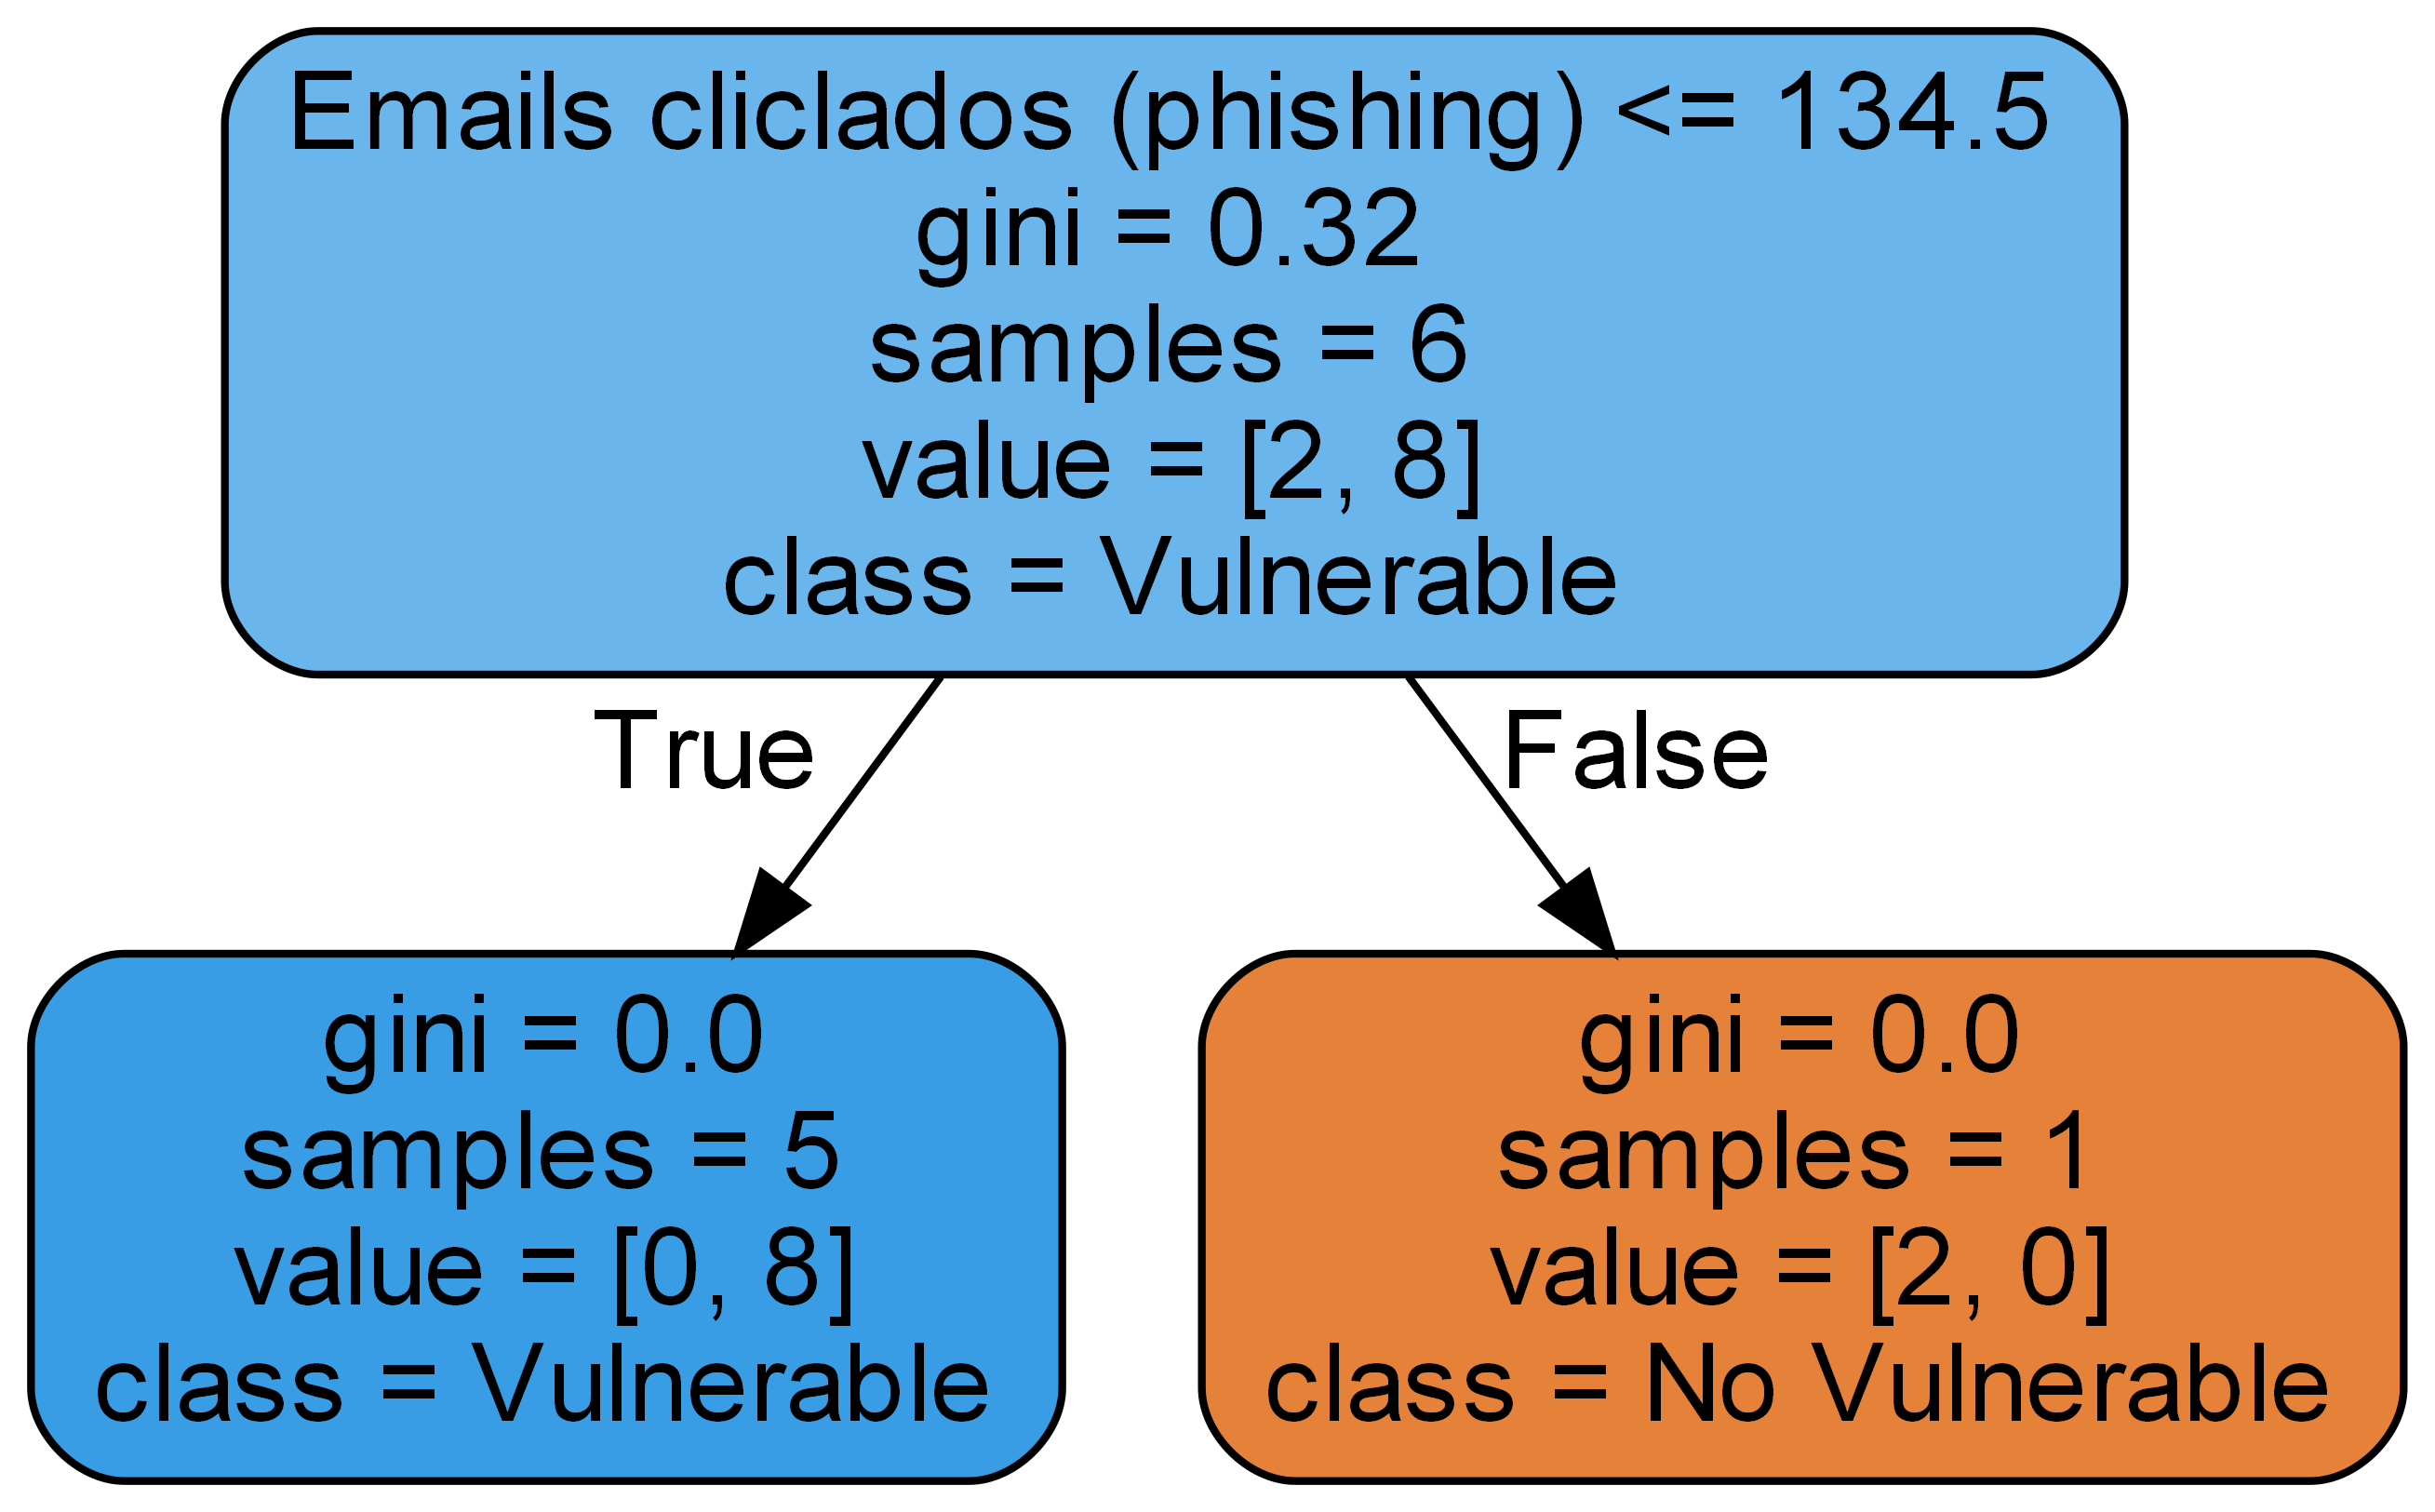 Emails cliclados (phishing) <= 134.5
gini = 0.32
samples = 6
value = [2, 8]
class = Vulnerable
True
False
gini = 0.0
samples = 5
value = [0, 8]
class = Vulnerable
gini = 0.0
samples = 1
value = [2, 0]
class = No Vulnerable